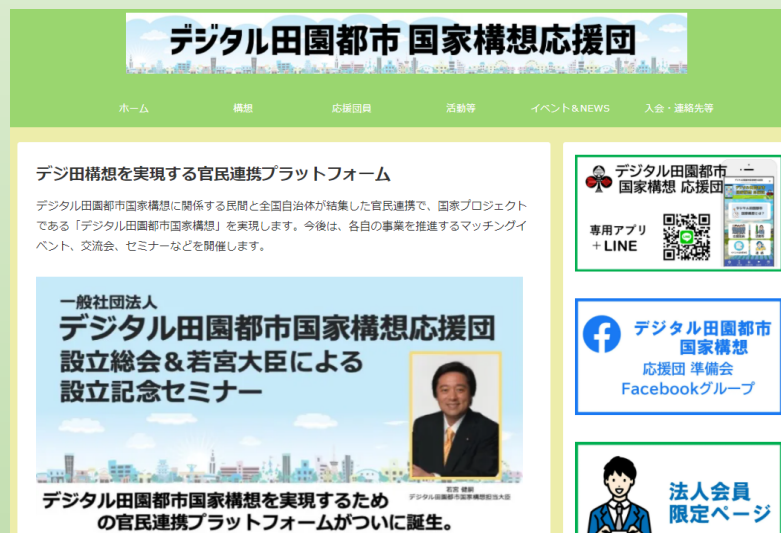 デジタル田園都市 国家構想応援団
ホーム 構想 応援団員 活動等 イベント＆NEWS 入会・連絡先等
デジ田構想を実現する官民連携プラットフォーム
デジタル田園都市国家構想に関係する民間と全国自治体が結集した官民連携で、国家プロジェクト
である「デジタル田園都市国家構想」を実現します。今後は、各自の事業を推進するマッチングイ
ベント、交流会、セミナーなどを開催します。
一般社団法人
デジタル田園都市国家構想応援団
設立総会＆若宮大臣による
設立記念セミナー
若宮 健嗣
デジタル田園都市国家構想担当大臣
デジタル田園都市国家構想を実現するため
の官民連携プラットフォームがついに誕生。
デジタル田園都市
国家構想 応援団
専用アプリ
＋LINE
デジタル田園都市
国家構想
応援団 準備会
Facebookグループ
法人会員
限定ページ